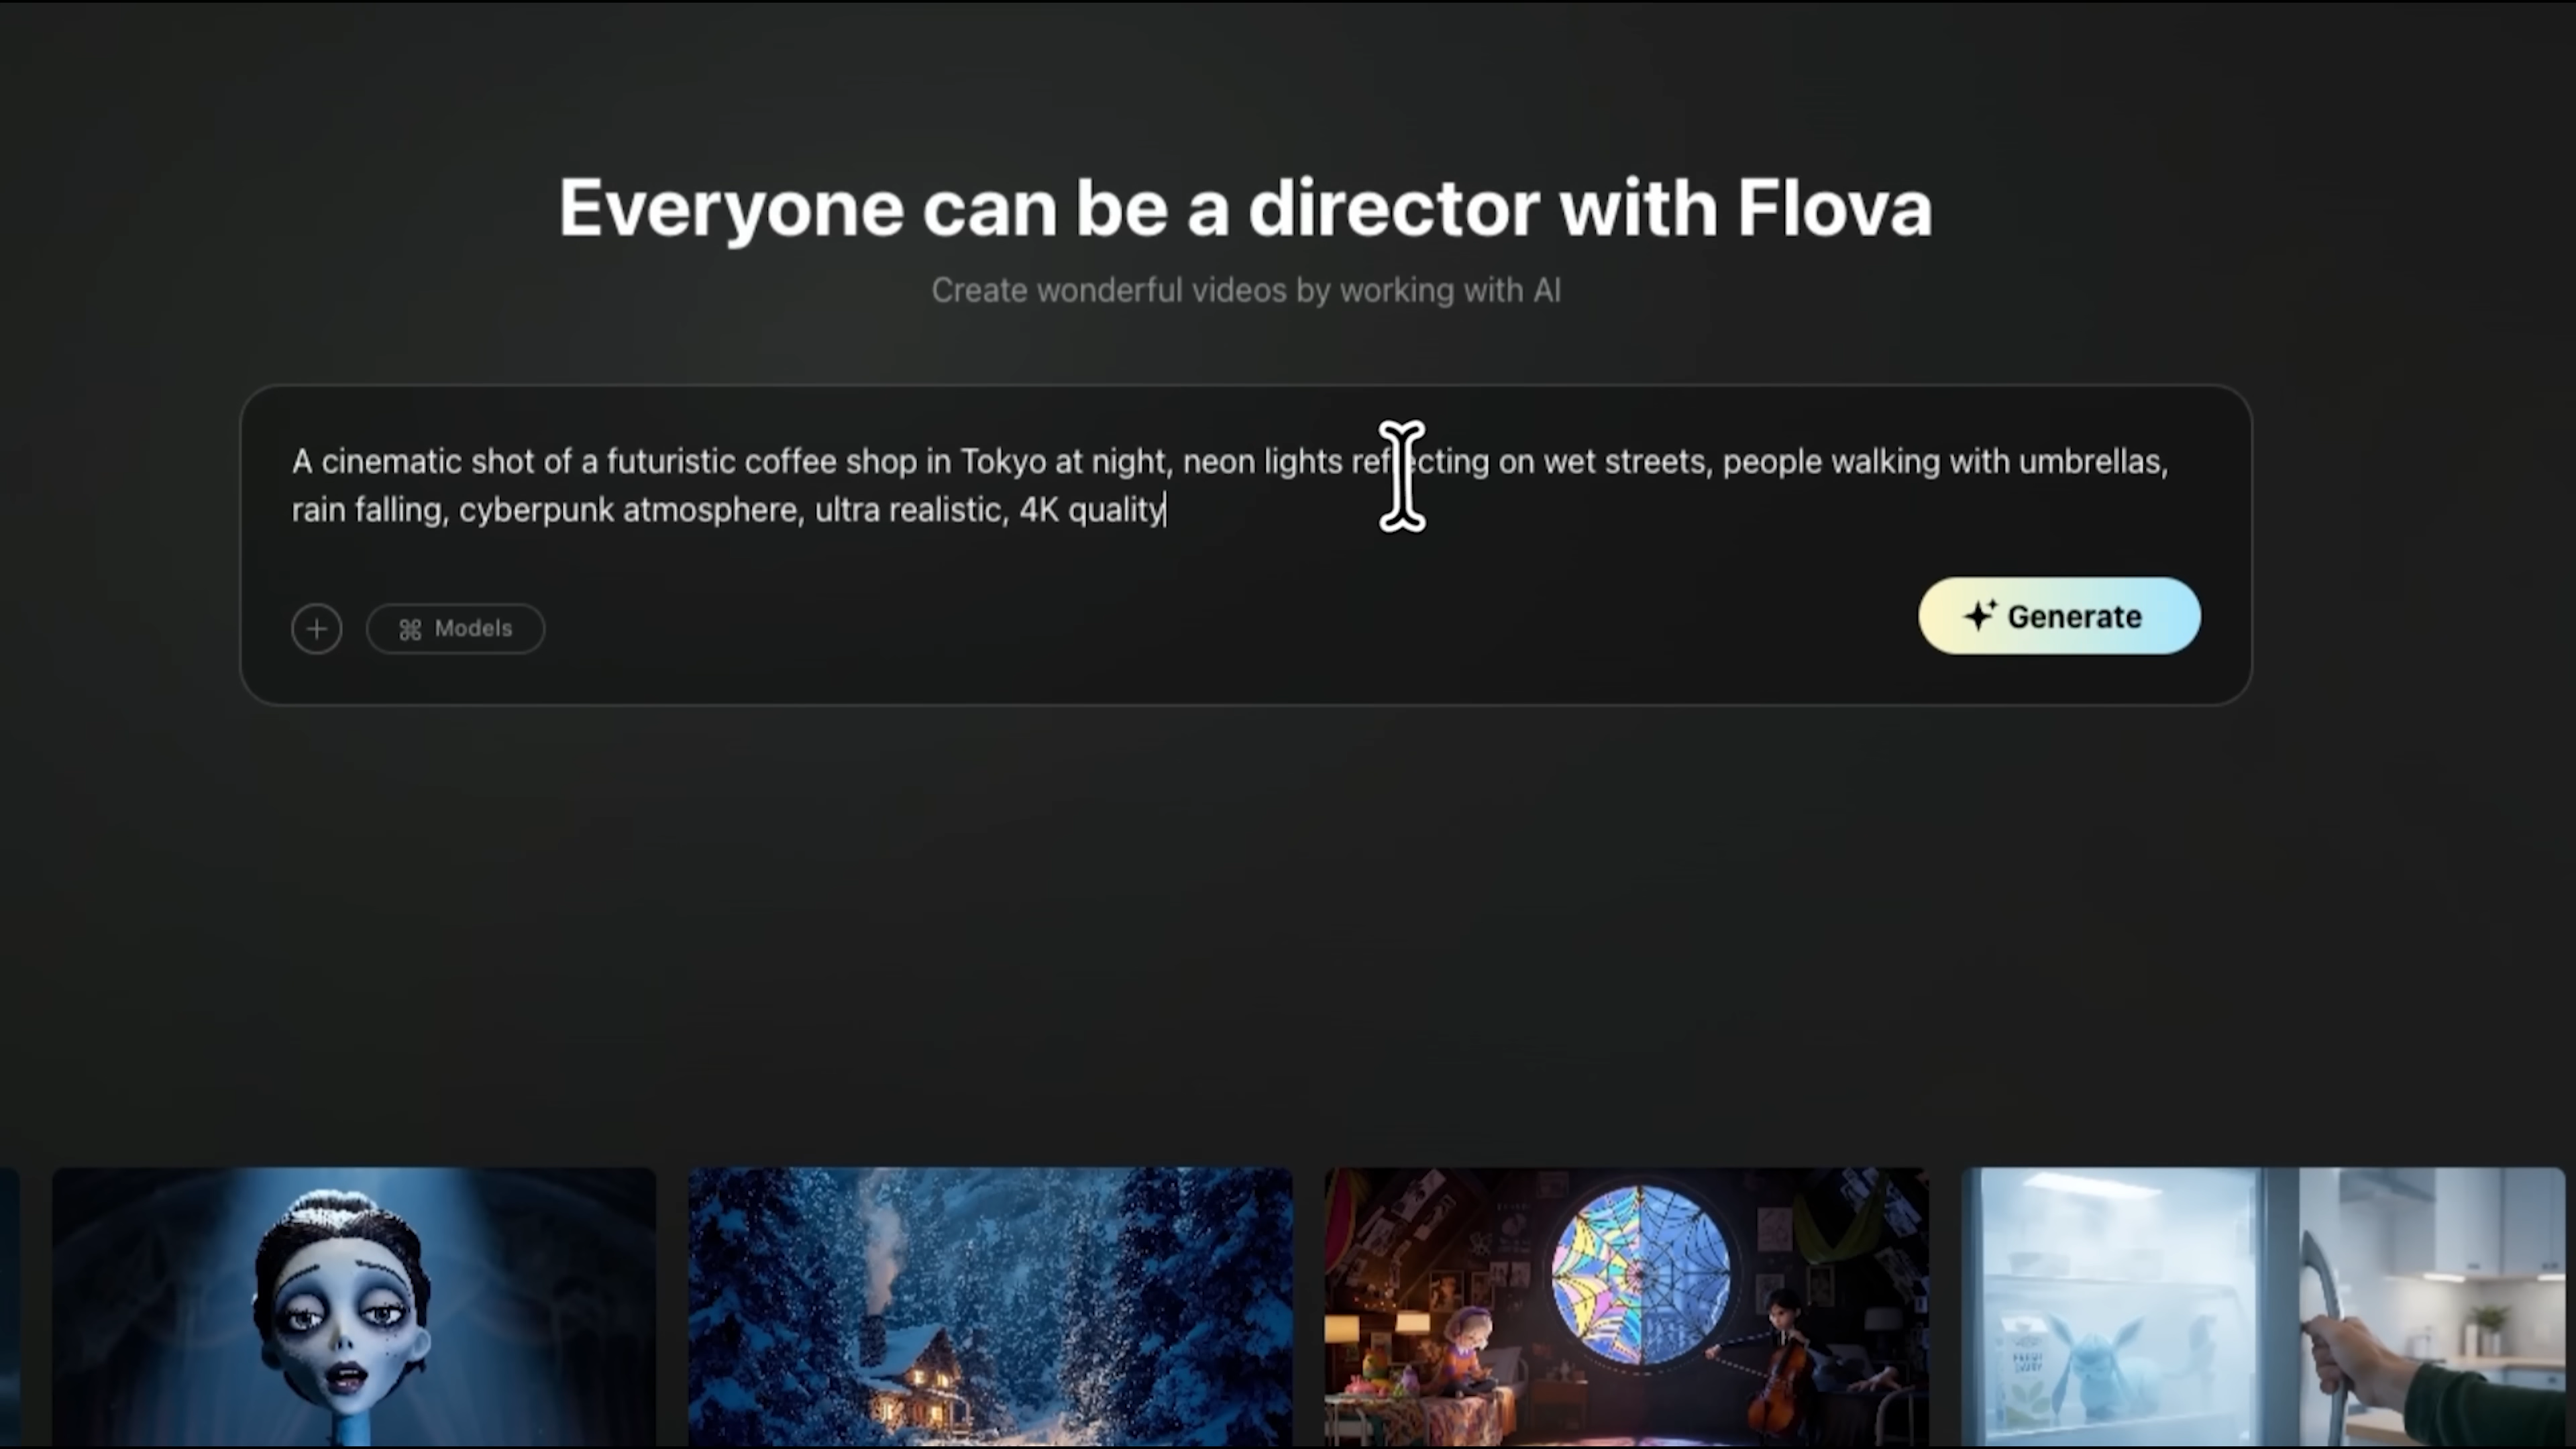 Everyone can be a director with Flova
Create wonderful videos by working with AI
A cinematic shot of a futuristic coffee shop in Tokyo at night, neon lights reflecting on wet streets, people walking with umbrellas,
rain falling, cyberpunk atmosphere, ultra realistic, 4K quality
Models
Generate